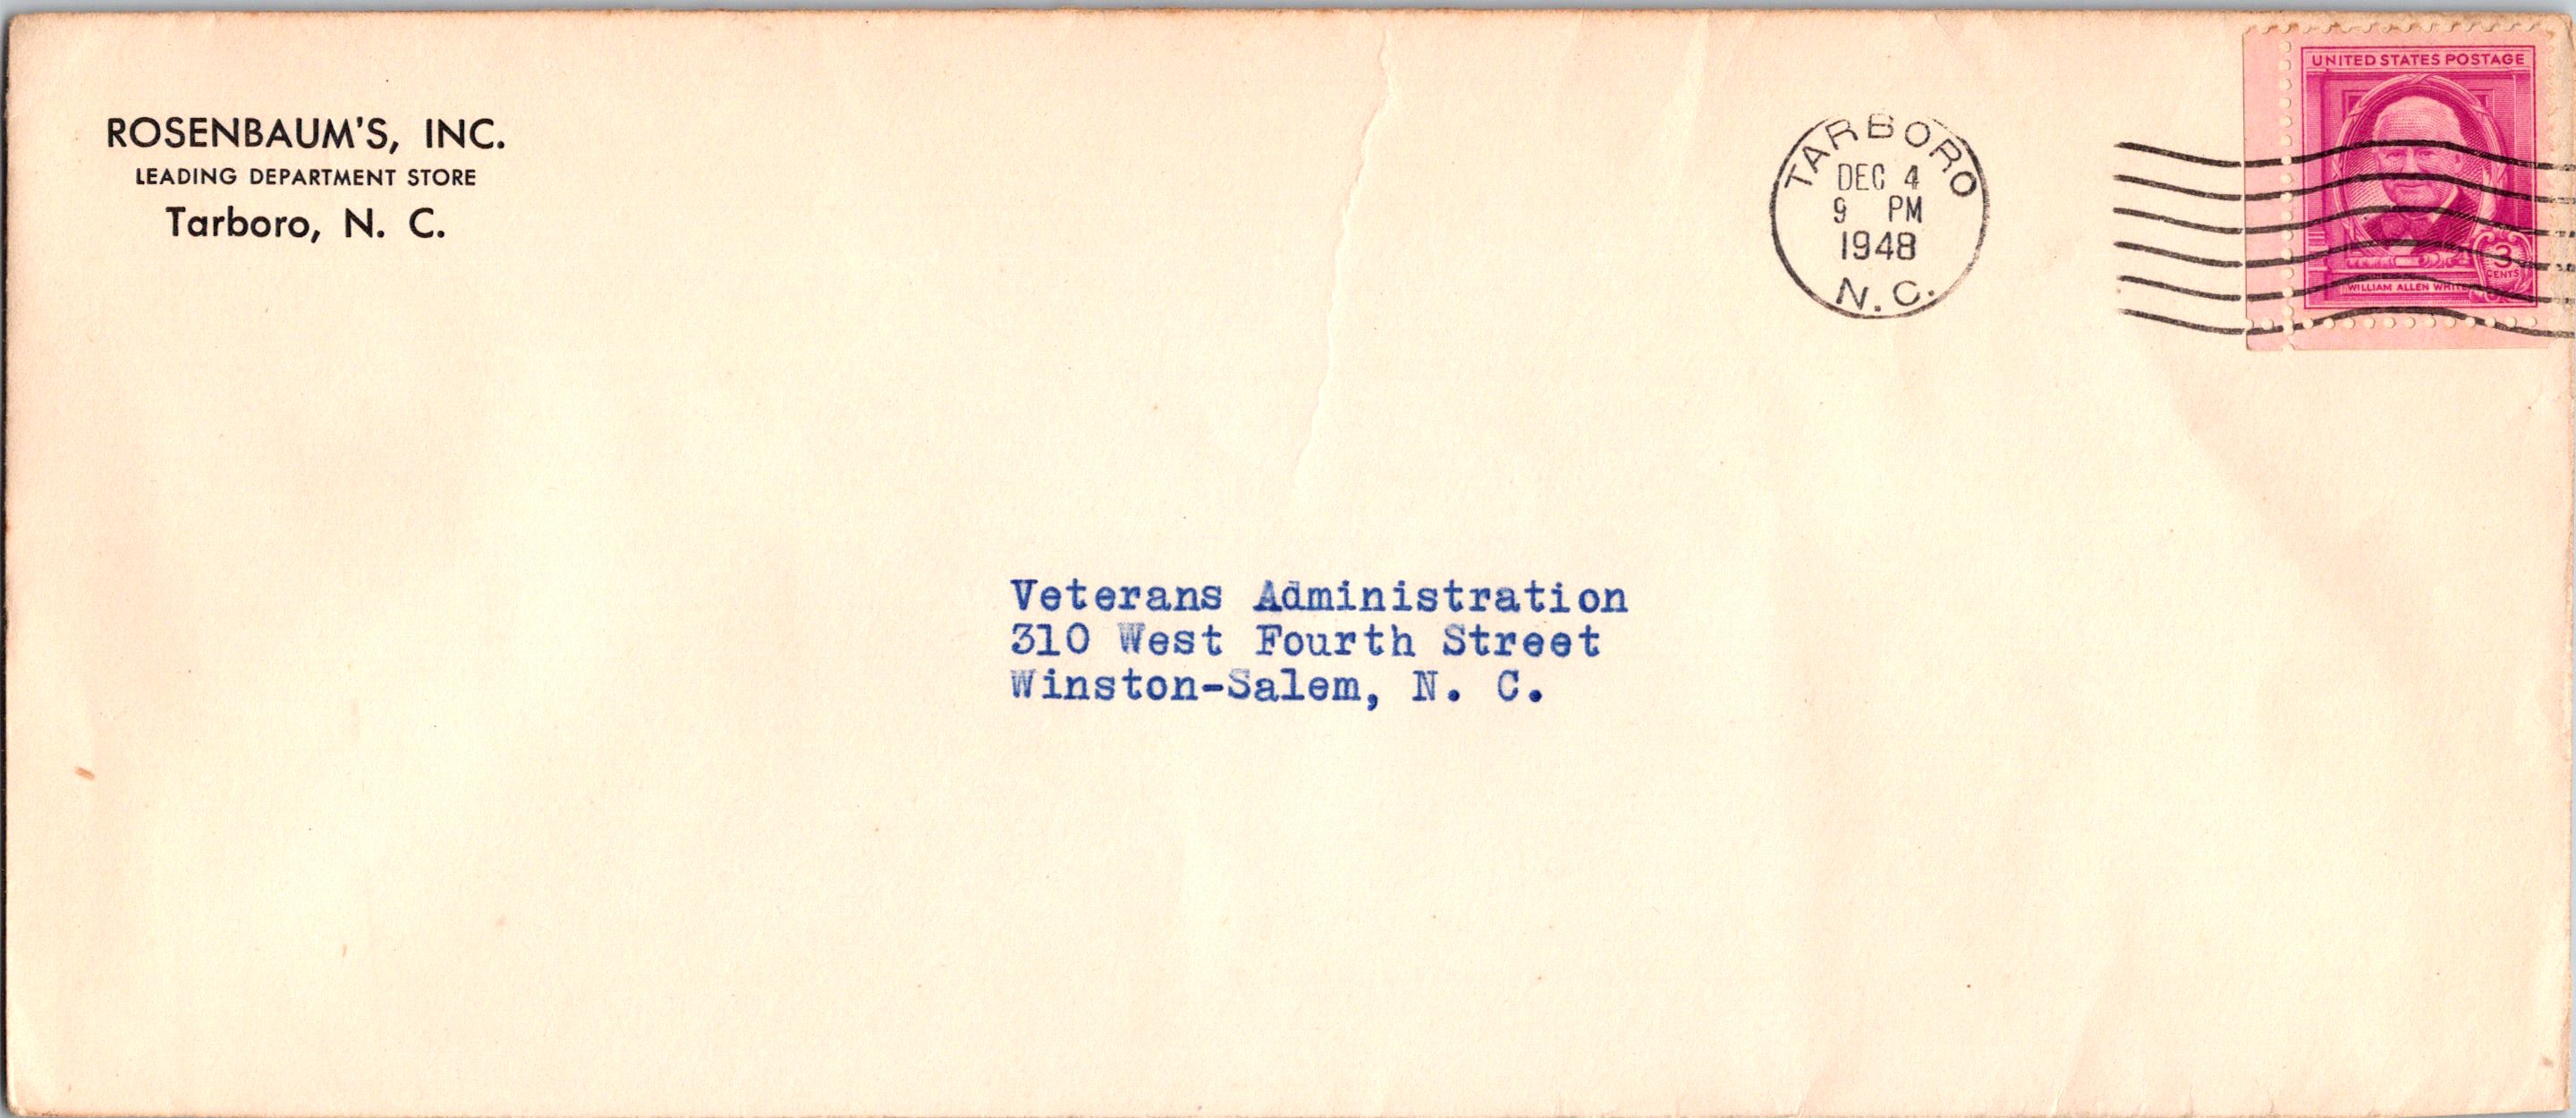 ROSENBAUM'S, INC.
LEADING DEPARTMENT STORE
Tarboro, N. C.
TARBORO
DEC 4
9 PM
1948
N.C.
UNITED STATES POSTAGE
3
CENTS
WILLIAM ALLEN WHITE
Veterans Administration
310 West Fourth Street
Winston-Salem, N. C.